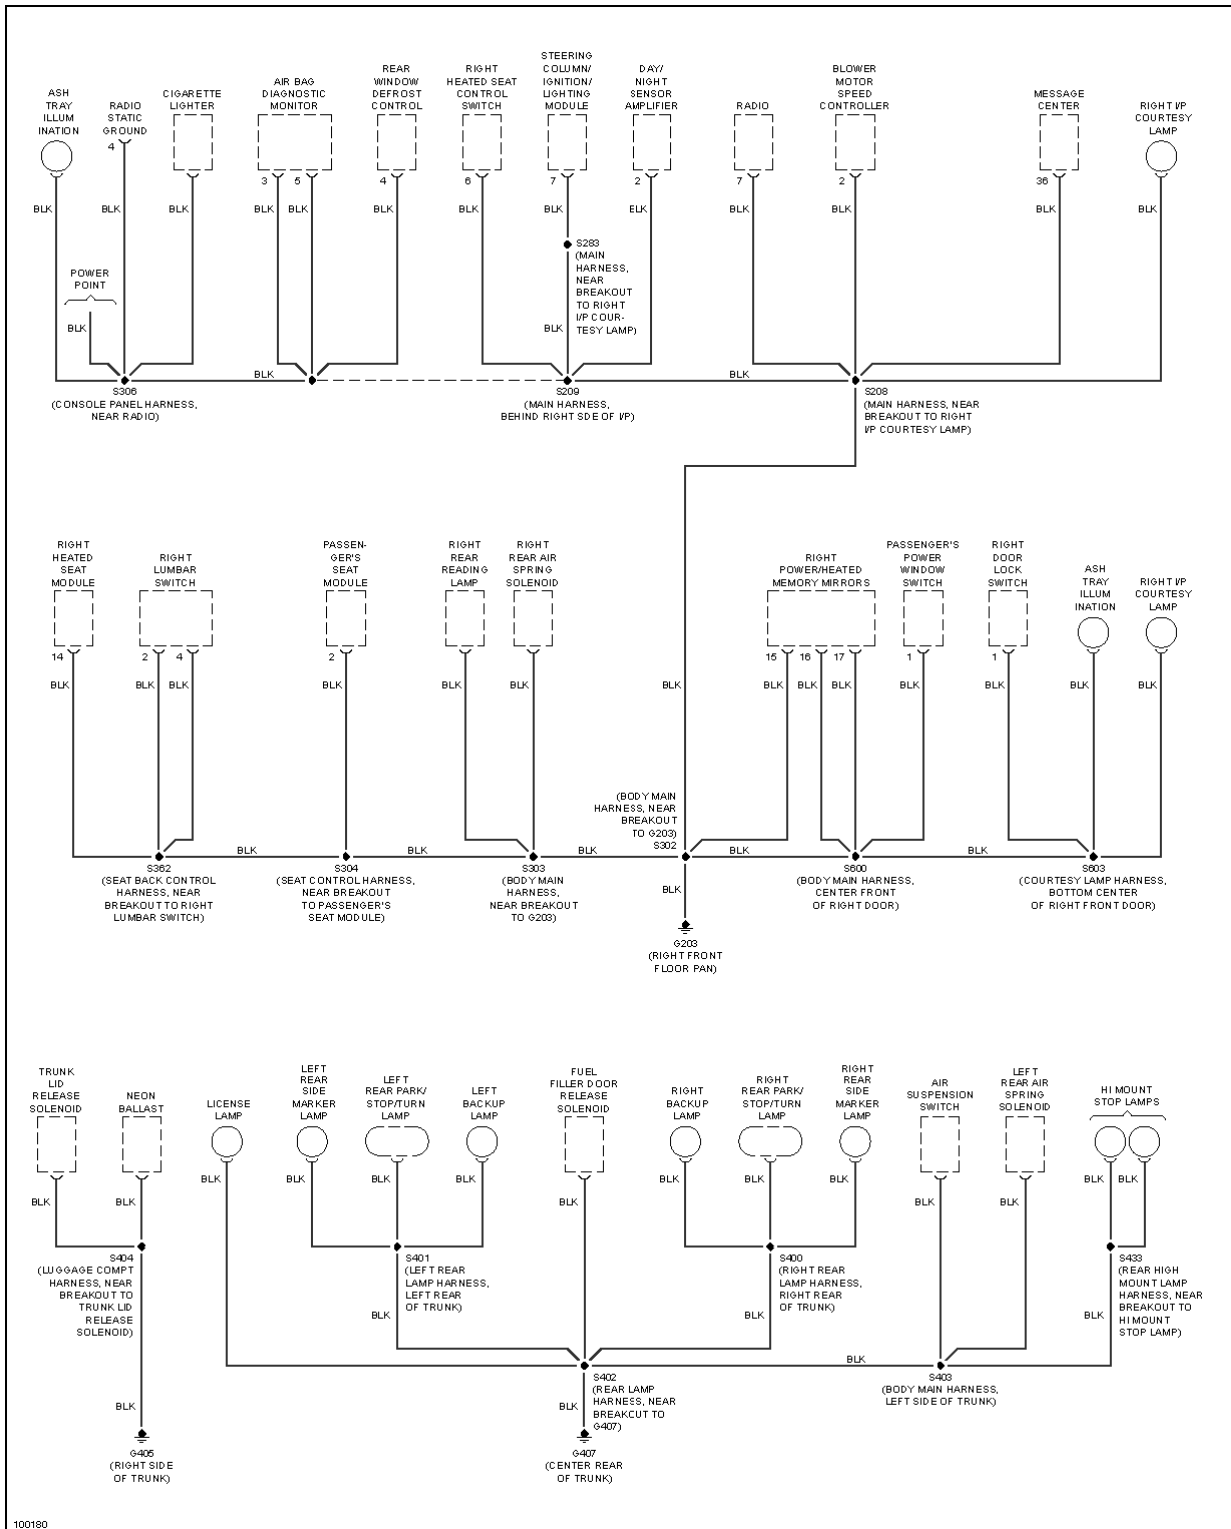 ASH
TRAY
ILLUM
INATION
RADIO
STATIC
GROUND
CIGARETTE
LIGHTER
AIR BAG
DIAGNOSTIC
MONITOR
REAR
WINDOW
DEFROST
CONTROL
RIGHT
HEATED SEAT
CONTROL
SWITCH
STEERING
COLUMN/
IGNITION/
LIGHTING
MODULE
DAY/
NIGHT
SENSOR
AMPLIFIER
RADIO
BLOWER
MOTOR
SPEED
CONTROLLER
MESSAGE
CENTER
RIGHT I/P
COURTESY
LAMP
4
3 5 4 6 7 2 7 2 36
BLK BLK BLK BLK BLK BLK BLK BLK BLK BLK BLK BLK BLK
S283
(MAIN
HARNESS,
NEAR
BREAKOUT
TO RIGHT
I/P COUR-
TESY LAMP)
POWER
POINT
BLK BLK
BLK BLK
S306
(CONSOLE PANEL HARNESS,
NEAR RADIO)
S209
(MAIN HARNESS,
BEHIND RIGHT SDE OF I/P)
S208
(MAIN HARNESS, NEAR
BREAKOUT TO RIGHT
I/P COURTESY LAMP)
RIGHT
HEATED
SEAT
MODULE
RIGHT
LUMBAR
SWITCH
PASSEN-
GER'S
SEAT
MODULE
RIGHT
REAR
READING
LAMP
RIGHT
REAR AIR
SPRING
SOLENOID
RIGHT
POWER/HEATED
MEMORY MIRRORS
PASSENGER'S
POWER
WINDOW
SWITCH
RIGHT
DOOR
LOCK
SWITCH
ASH
TRAY
ILLUM
INATION
RIGHT I/P
COURTESY
LAMP
14 2 4 2 15 16 17 1 1
BLK BLK BLK BLK BLK BLK BLK BLK BLK BLK BLK BLK BLK BLK
(BODY MAIN
HARNESS, NEAR
BREAKOUT
TO G203)
S302
BLK BLK BLK BLK BLK
S362
(SEAT BACK CONTROL
HARNESS, NEAR
BREAKOUT TO RIGHT
LUMBAR SWITCH)
S304
(SEAT CONTROL HARNESS,
NEAR BREAKOUT
TO PASSENGER'S
SEAT MODULE)
S303
(BODY MAIN
HARNESS,
NEAR BREAKOUT
TO G203)
BLK
G203
(RIGHT FRONT
FLOOR PAN)
S600
(BODY MAIN HARNESS,
CENTER FRONT
OF RIGHT DOOR)
S603
(COURTESY LAMP HARNESS,
BOTTOM CENTER
OF RIGHT FRONT DOOR)
TRUNK
LID
RELEASE
SOLENOID
NEON
BALLAST
LICENSE
LAMP
LEFT
REAR
SIDE
MARKER
LAMP
LEFT
REAR PARK/
STOP/TURN
LAMP
LEFT
BACKUP
LAMP
FUEL
FILLER DOOR
RELEASE
SOLENOID
RIGHT
BACKUP
LAMP
RIGHT
REAR PARK/
STOP/TURN
LAMP
RIGHT
REAR
SIDE
MARKER
LAMP
AIR
SUSPENSION
SWITCH
LEFT
REAR AIR
SPRING
SOLENOID
HI MOUNT
STOP LAMPS
BLK BLK BLK BLK BLK BLK BLK BLK BLK
BLK BLK BLK BLK BLK
S404
(LUGGAGE COMPT
HARNESS, NEAR
BREAKOUT TO
TRUNK LID
RELEASE
SOLENOID)
S401
(LEFT REAR
LAMP HARNESS,
LEFT REAR
OF TRUNK)
S400
(RIGHT REAR
LAMP HARNESS,
RIGHT REAR
OF TRUNK)
S433
(REAR HIGH
MOUNT LAMP
HARNESS, NEAR
BREAKOUT TO
HI MOUNT
STOP LAMP)
BLK BLK BLK
BLK
S402
(REAR LAMP
HARNESS, NEAR
BREAKOUT TO
G407)
S403
(BODY MAIN HARNESS,
LEFT SIDE OF TRUNK)
BLK BLK
G405
(RIGHT SIDE
OF TRUNK)
G407
(CENTER REAR
OF TRUNK)
100180